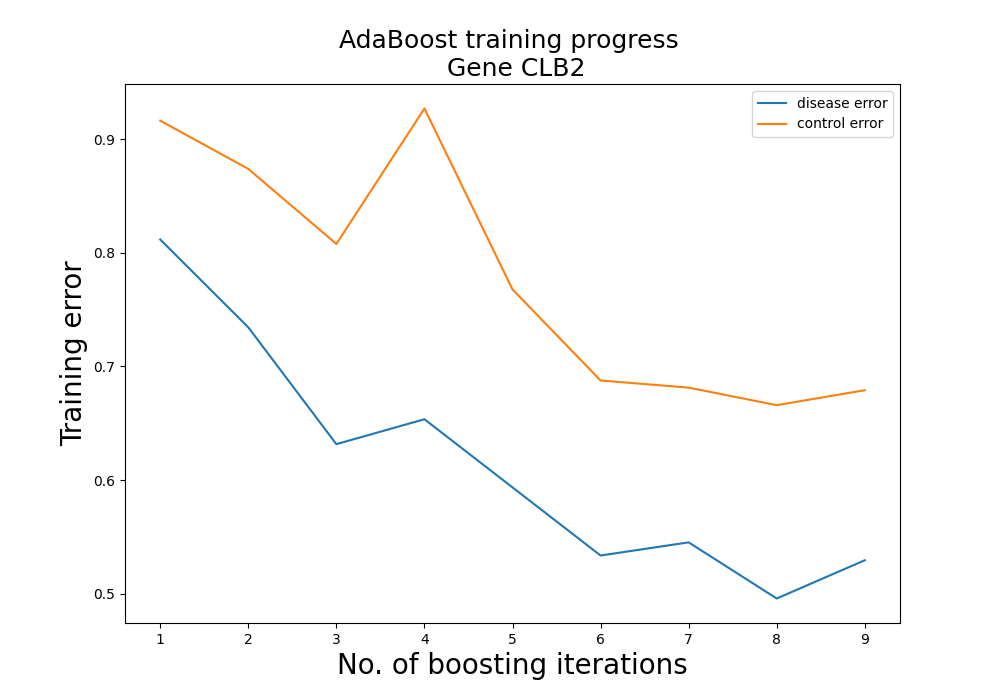 AdaBoost training progress
Gene CLB2
disease error
control error
Training error
0.9
0.8
0.7
0.6
0.5
1 2 3 4 5 6 7 8 9
No. of boosting iterations